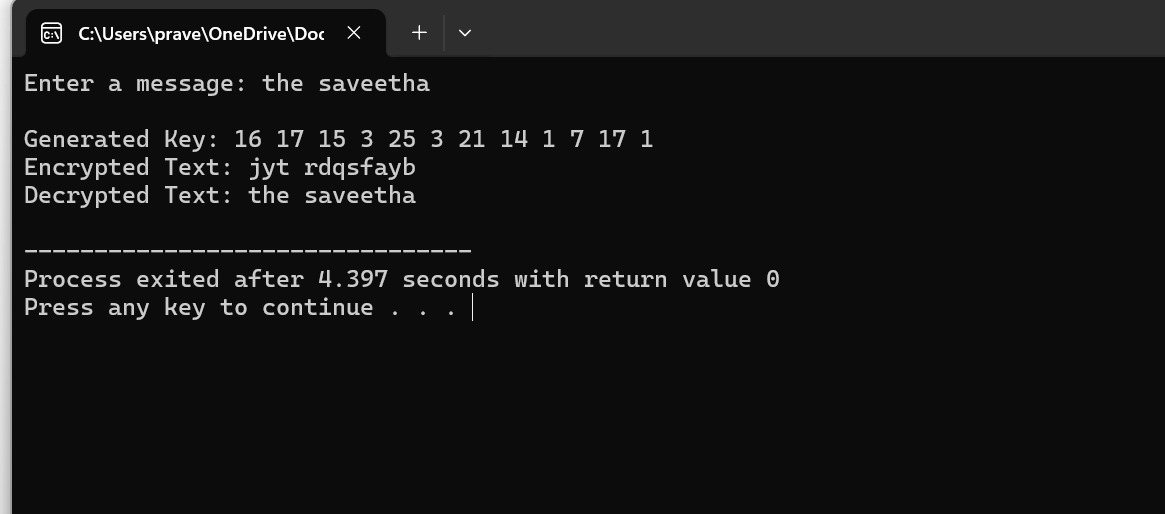 C:\Users\prave\OneDrive\Doc
Enter a message: the saveetha
Generated Key: 16 17 15 3 25 3 21 14 1 7 17 1
Encrypted Text: jyt rdqsfayb
Decrypted Text: the saveetha
--------------------------------
Process exited after 4.397 seconds with return value 0
Press any key to continue . . .